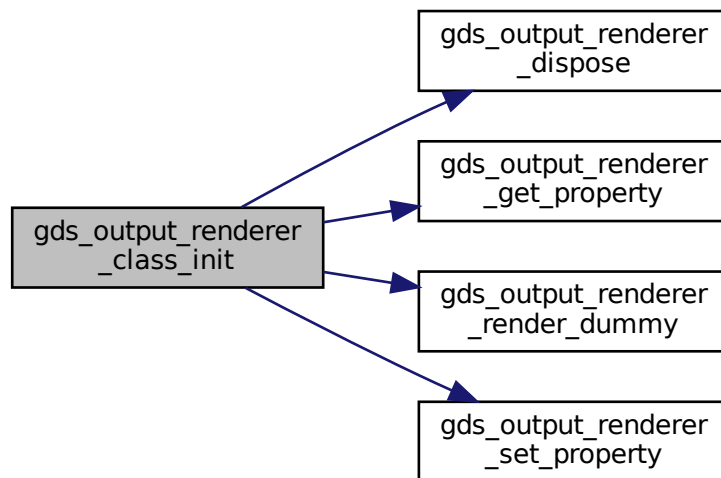 gds_output_renderer
_dispose
gds_output_renderer
_get_property
gds_output_renderer
_class_init
gds_output_renderer
_render_dummy
gds_output_renderer
_set_property